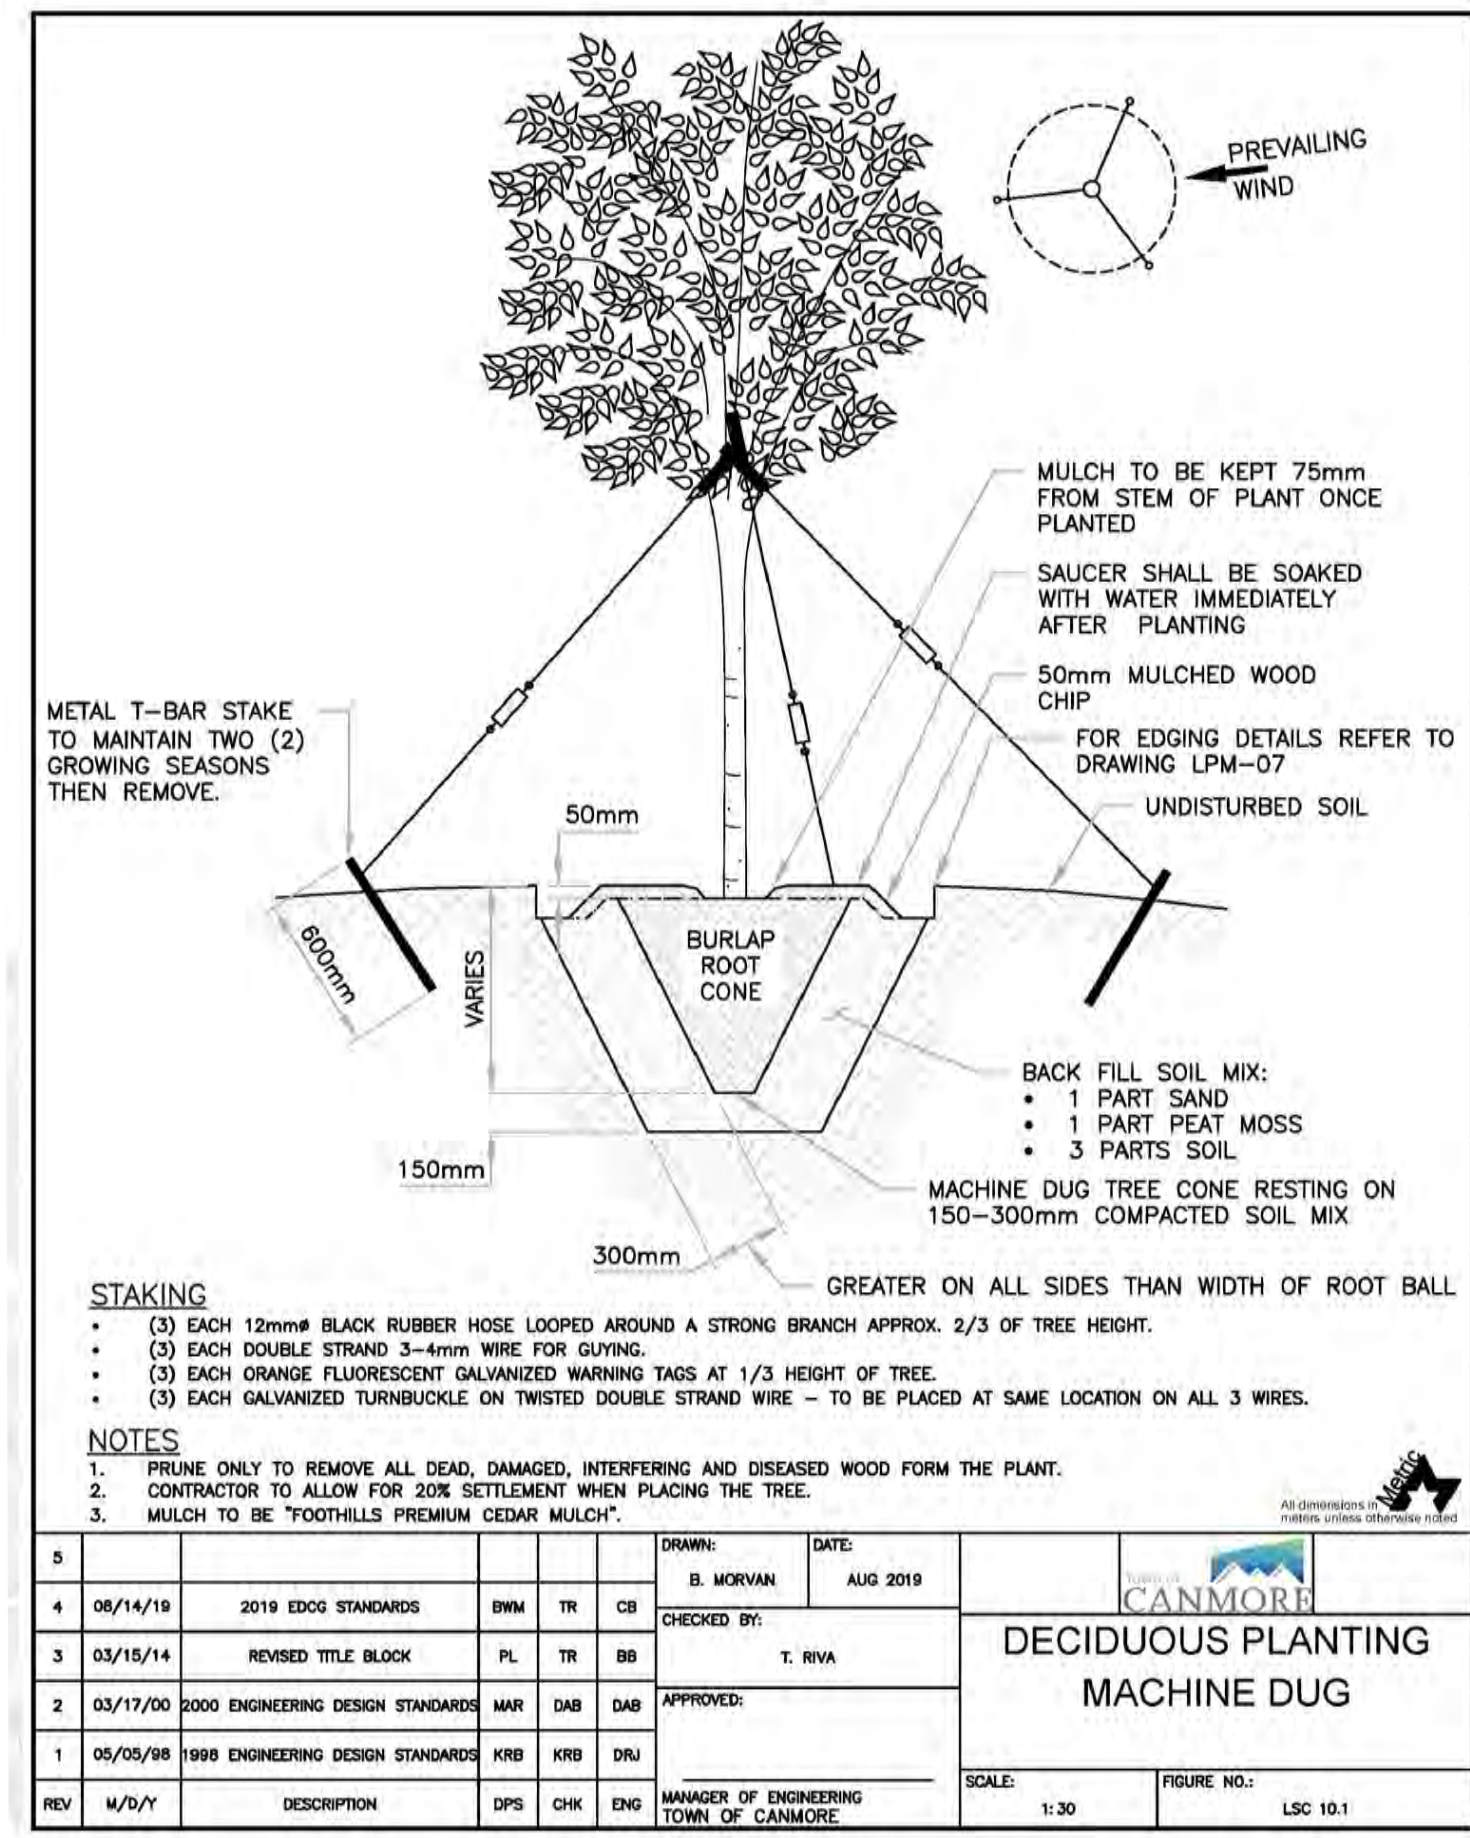 PREVAILING
WIND
MULCH TO BE KEPT 75mm
FROM STEM OF PLANT ONCE
PLANTED
SAUCER SHALL BE SOAKED
WITH WATER IMMEDIATELY
AFTER PLANTING
50mm MULCHED WOOD
CHIP
FOR EDGING DETAILS REFER TO
DRAWING LPM-07
UNDISTURBED SOIL
METAL T-BAR STAKE
TO MAINTAIN TWO (2)
GROWING SEASONS
THEN REMOVE.
50mm
600mm
VARIES
BURLAP
ROOT
CONE
150mm
BACK FILL SOIL MIX:
• 1 PART SAND
• 1 PART PEAT MOSS
• 3 PARTS SOIL
MACHINE DUG TREE CONE RESTING ON
150-300mm COMPACTED SOIL MIX
300mm
GREATER ON ALL SIDES THAN WIDTH OF ROOT BALL
STAKING
• (3) EACH 12mmø BLACK RUBBER HOSE LOOPED AROUND A STRONG BRANCH APPROX. 2/3 OF TREE HEIGHT.
• (3) EACH DOUBLE STRAND 3-4mm WIRE FOR GUYING.
• (3) EACH ORANGE FLUORESCENT GALVANIZED WARNING TAGS AT 1/3 HEIGHT OF TREE.
• (3) EACH GALVANIZED TURNBUCKLE ON TWISTED DOUBLE STRAND WIRE – TO BE PLACED AT SAME LOCATION ON ALL 3 WIRES.
NOTES
1. PRUNE ONLY TO REMOVE ALL DEAD, DAMAGED, INTERFERING AND DISEASED WOOD FORM THE PLANT.
2. CONTRACTOR TO ALLOW FOR 20% SETTLEMENT WHEN PLACING THE TREE.
3. MULCH TO BE "FOOTHILLS PREMIUM CEDAR MULCH".
Metric
All dimensions in
meters unless otherwise noted
5
4 08/14/19 2019 EDCG STANDARDS BWM TR CB
3 03/15/14 REVISED TITLE BLOCK PL TR BB
2 03/17/00 2000 ENGINEERING DESIGN STANDARDS MAR DAB DAB
1 05/05/98 1998 ENGINEERING DESIGN STANDARDS KRB KRB DRJ
REV M/D/Y DESCRIPTION DPS CHK ENG
DRAWN:
B. MORVAN
DATE:
AUG 2019
CHECKED BY:
T. RIVA
APPROVED:
MANAGER OF ENGINEERING
TOWN OF CANMORE
TOWN OF
CANMORE
DECIDUOUS PLANTING
MACHINE DUG
SCALE:
1:30
FIGURE NO.:
LSC 10.1